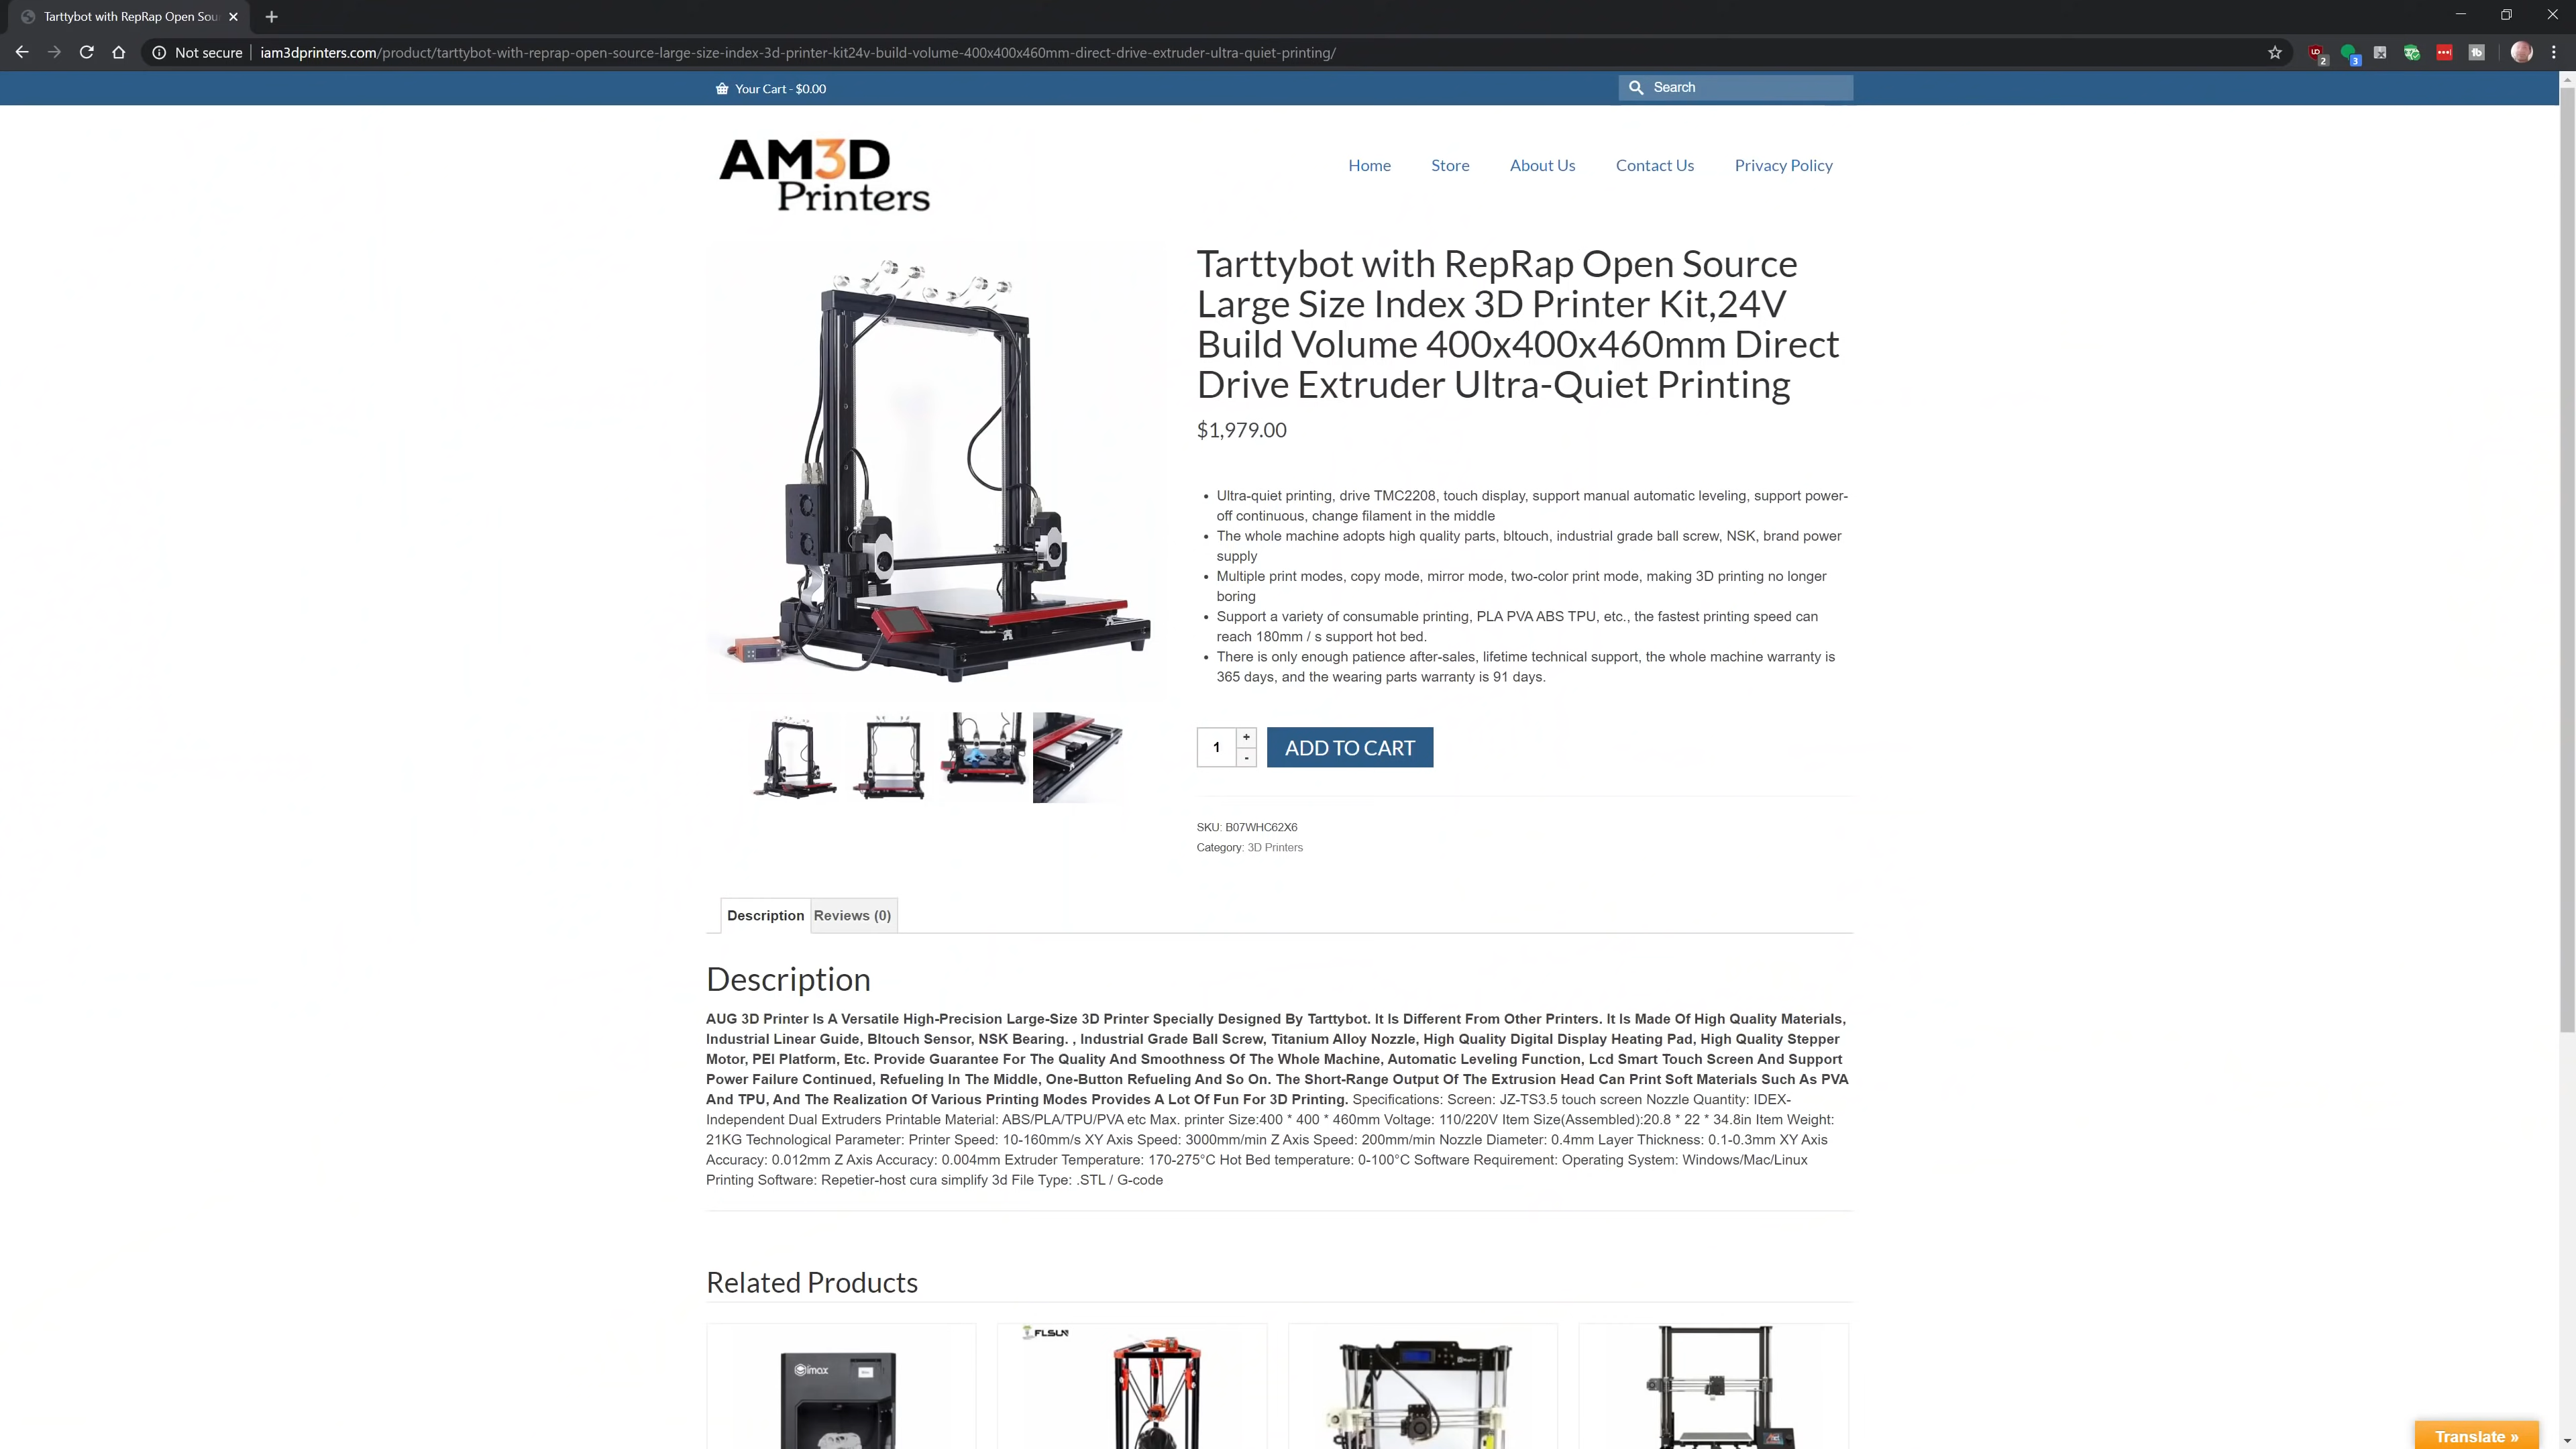 Tarttybot with RepRap Open Sou
Not secure
iam3dprinters.com/product/tarttybot-with-reprap-open-source-large-size-index-3d-printer-kit24v-build-volume-400x400x460mm-direct-drive-extruder-ultra-quiet-printing/
2
3
Your Cart - $0.00
Search
AM3D
Printers
Home
Store
About Us
Contact Us
Privacy Policy
Tarttybot with RepRap Open Source
Large Size Index 3D Printer Kit,24V
Build Volume 400x400x460mm Direct
Drive Extruder Ultra-Quiet Printing
$1,979.00
Ultra-quiet printing, drive TMC2208, touch display, support manual automatic leveling, support power-
off continuous, change filament in the middle
The whole machine adopts high quality parts, bltouch, industrial grade ball screw, NSK, brand power
supply
Multiple print modes, copy mode, mirror mode, two-color print mode, making 3D printing no longer
boring
Support a variety of consumable printing, PLA PVA ABS TPU, etc., the fastest printing speed can
reach 180mm / s support hot bed.
There is only enough patience after-sales, lifetime technical support, the whole machine warranty is
365 days, and the wearing parts warranty is 91 days.
1
+
-
ADD TO CART
SKU: B07WHC62X6
Category: 3D Printers
Description
Reviews (0)
Description
AUG 3D Printer Is A Versatile High-Precision Large-Size 3D Printer Specially Designed By Tarttybot. It Is Different From Other Printers. It Is Made Of High Quality Materials,
Industrial Linear Guide, Bltouch Sensor, NSK Bearing. , Industrial Grade Ball Screw, Titanium Alloy Nozzle, High Quality Digital Display Heating Pad, High Quality Stepper
Motor, PEI Platform, Etc. Provide Guarantee For The Quality And Smoothness Of The Whole Machine, Automatic Leveling Function, Lcd Smart Touch Screen And Support
Power Failure Continued, Refueling In The Middle, One-Button Refueling And So On. The Short-Range Output Of The Extrusion Head Can Print Soft Materials Such As PVA
And TPU, And The Realization Of Various Printing Modes Provides A Lot Of Fun For 3D Printing. Specifications: Screen: JZ-TS3.5 touch screen Nozzle Quantity: IDEX-
Independent Dual Extruders Printable Material: ABS/PLA/TPU/PVA etc Max. printer Size:400 * 400 * 460mm Voltage: 110/220V Item Size(Assembled):20.8 * 22 * 34.8in Item Weight:
21KG Technological Parameter: Printer Speed: 10-160mm/s XY Axis Speed: 3000mm/min Z Axis Speed: 200mm/min Nozzle Diameter: 0.4mm Layer Thickness: 0.1-0.3mm XY Axis
Accuracy: 0.012mm Z Axis Accuracy: 0.004mm Extruder Temperature: 170-275°C Hot Bed temperature: 0-100°C Software Requirement: Operating System: Windows/Mac/Linux
Printing Software: Repetier-host cura simplify 3d File Type: .STL / G-code
Related Products
imax
FLSUN
Translate »